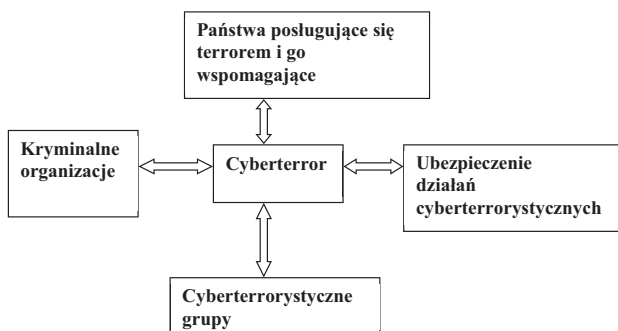 Państwa posługujące się
terrorem i go
wspomagające
Kryminalne
organizacje
Cyberterror
Ubezpieczenie
działań
cyberterrorystycznych
Cyberterrorystyczne
grupy